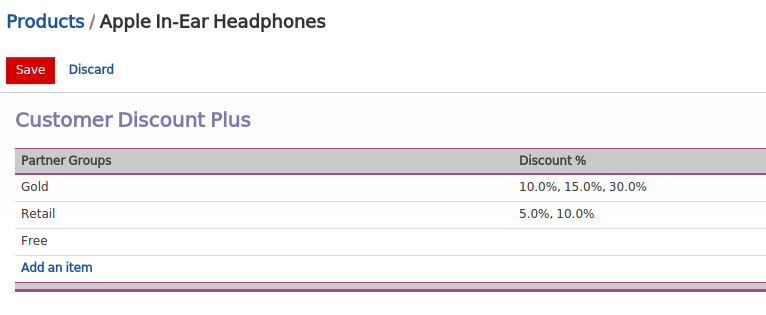 Products / Apple In-Ear Headphones
Save Discard
Customer Discount Plus
Partner Groups Discount %
Gold 10.0%, 15.0%, 30.0%
Retail 5.0%, 10.0%
Free
Add an item